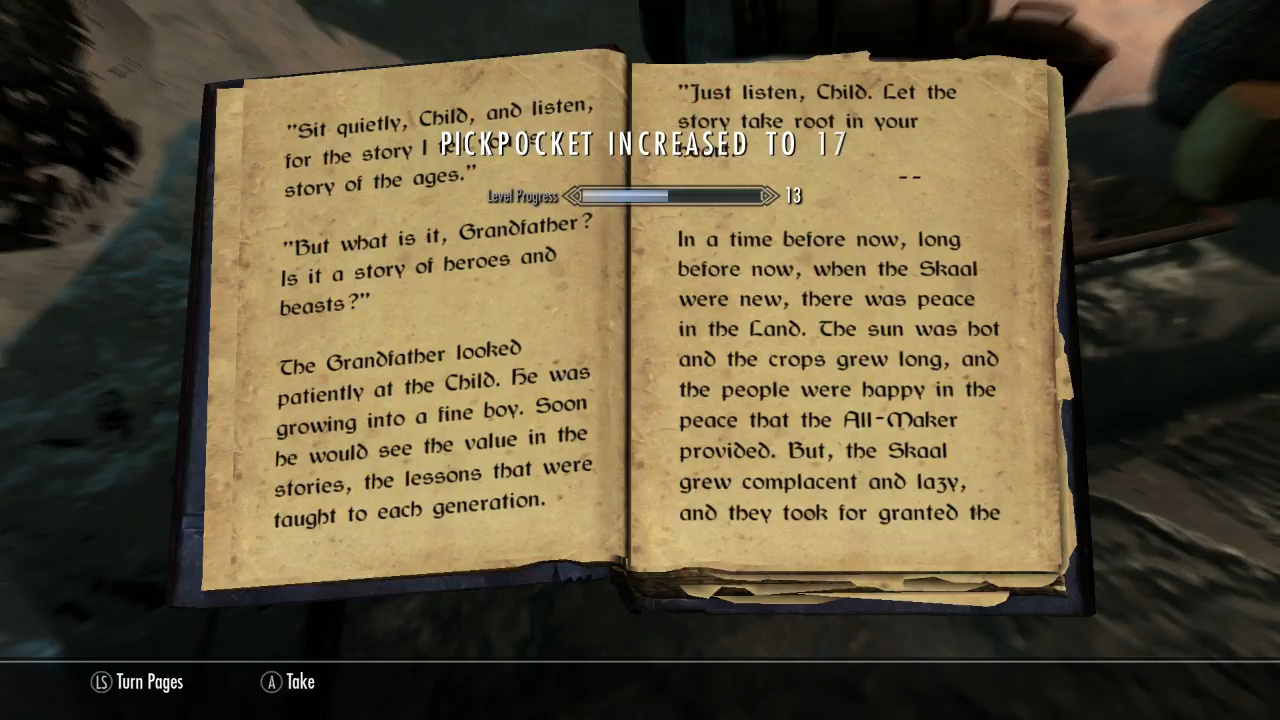 "Sit quietly, Child, and listen,
for the story I
story of the ages."
"But what is it, Grandfather?
Is it a story of heroes and
beasts?"
The Grandfather looked
patiently at the Child. He was
growing into a fine boy. Soon
he would see the value in the
stories, the lessons that were
taught to each generation.
"Just listen, Child. Let the
story take root in your
--
In a time before now, long
before now, when the Skaal
were new, there was peace
in the Land. The sun was hot
and the crops grew long, and
the people were happy in the
peace that the All-Maker
provided. But, the Skaal
grew complacent and lazy,
and they took for granted the
PICKPOCKET INCREASED TO 17
Level Progress 13
LS Turn Pages
A Take